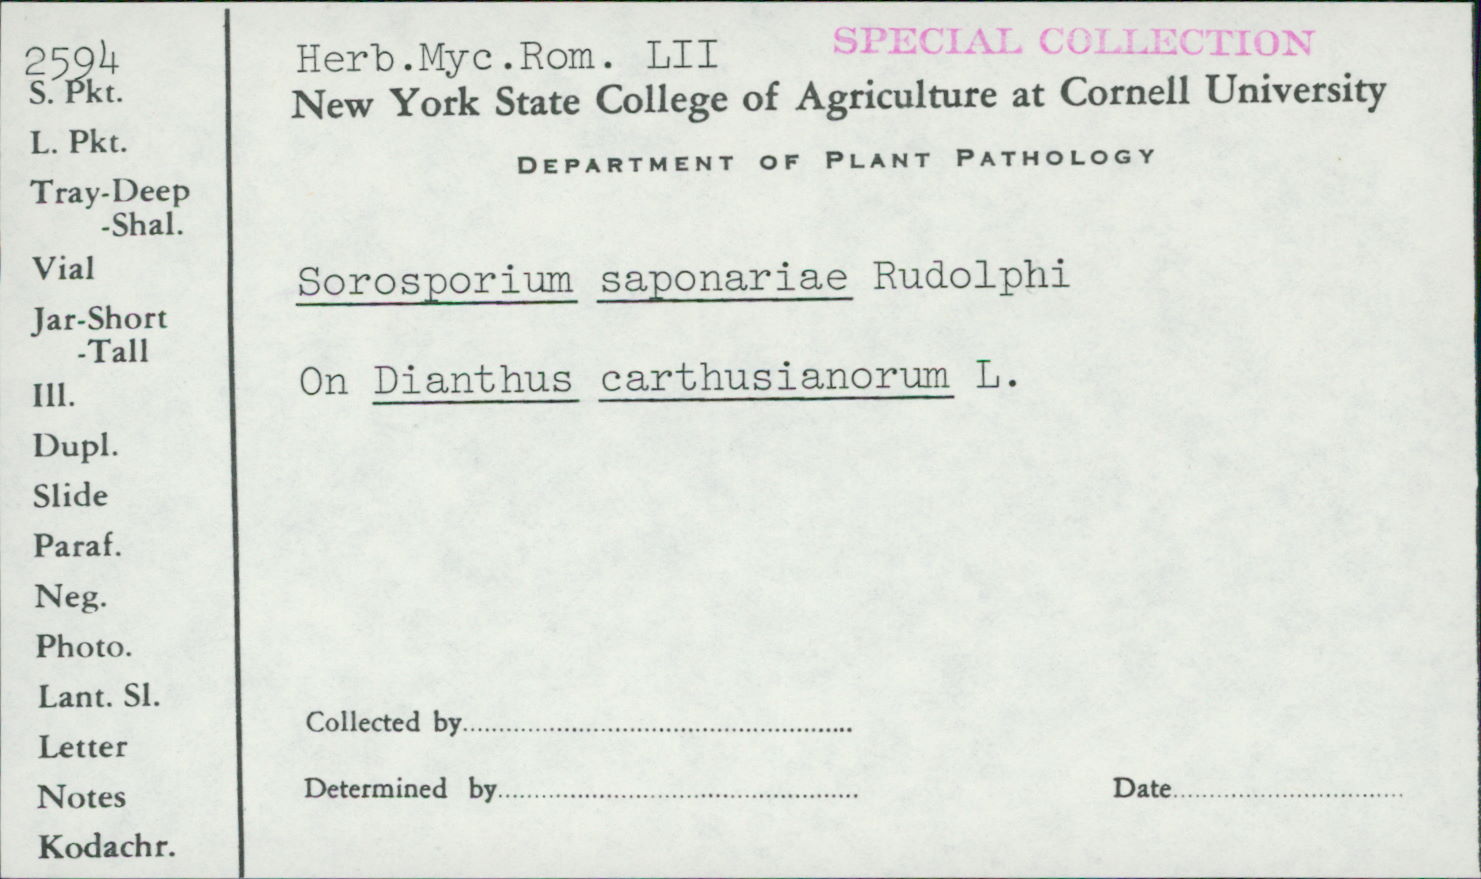 2594
S. Pkt.
L. Pkt.
Tray-Deep
-Shal.
Vial
Jar-Short
-Tall
Ill.
Dupl.
Slide
Paraf.
Neg.
Photo.
Lant. Sl.
Letter
Notes
Kodachr.
Herb.Myc.Rom. LII
SPECIAL COLLECTION
New York State College of Agriculture at Cornell University
DEPARTMENT OF PLANT PATHOLOGY
Sorosporium saponariae Rudolphi
On Dianthus carthusianorum L.
Collected by
Determined by
Date